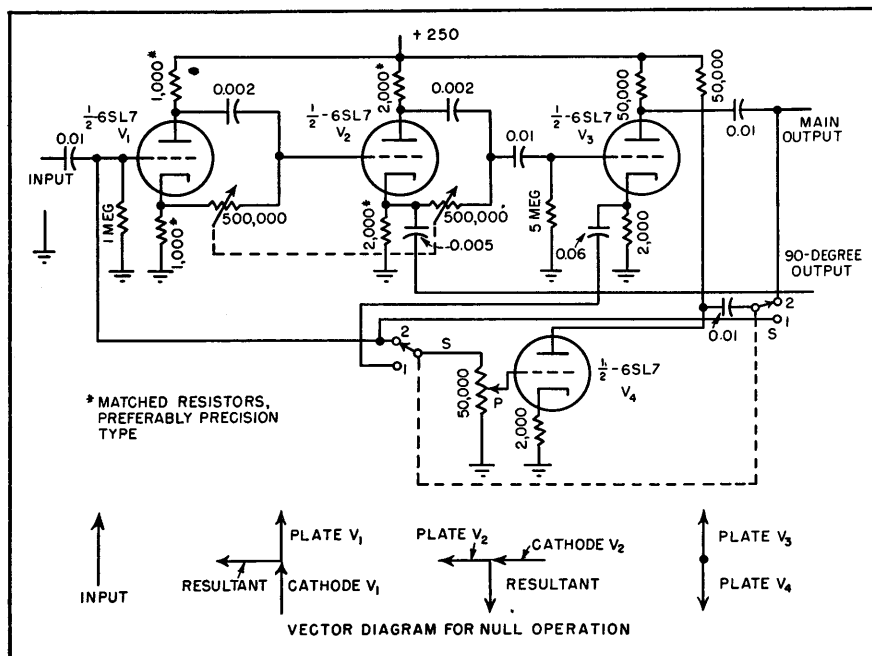 + 250
1,000*
0.002
2,000*
0.002
50,000
50,000
½-6SL7
V₁
½-6SL7
V₂
½-6SL7
V₃
0.01
0.01
0.01
MAIN
OUTPUT
INPUT
1 MEG
1,000*
500,000
2,000*
500,000
0.005
5 MEG
0.06
2,000
90-DEGREE
OUTPUT
0.01
2
1
S
2
S
1
50,000
P
½-6SL7
V₄
2,000
* MATCHED RESISTORS,
PREFERABLY PRECISION
TYPE
INPUT
PLATE V₁
RESULTANT
CATHODE V₁
PLATE V₂
CATHODE V₂
RESULTANT
PLATE V₃
PLATE V₄
VECTOR DIAGRAM FOR NULL OPERATION